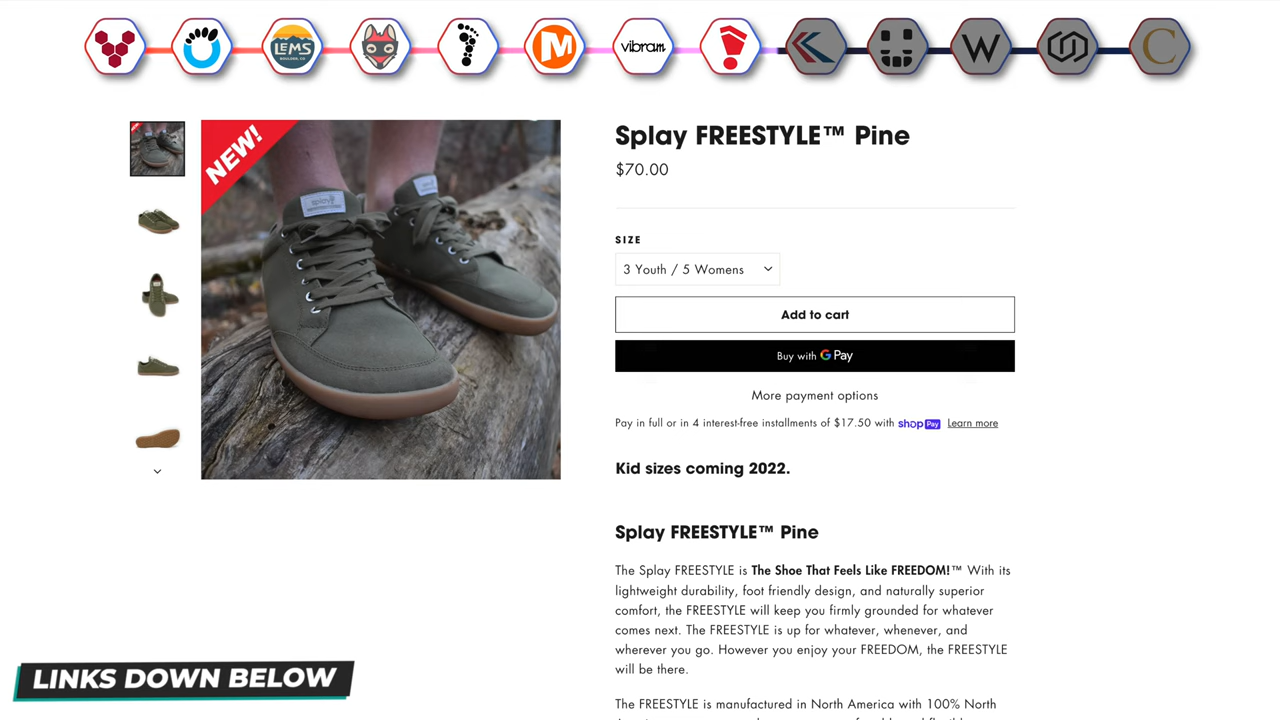 LEMS
BOULDER, CO
M
vibram
W
C
NEW!
splay
Splay FREESTYLE™ Pine
$70.00
SIZE
3 Youth / 5 Womens
Add to cart
Buy with G Pay
More payment options
Pay in full or in 4 interest-free installments of $17.50 with shop Pay Learn more
Kid sizes coming 2022.
Splay FREESTYLE™ Pine
The Splay FREESTYLE is The Shoe That Feels Like FREEDOM!™ With its
lightweight durability, foot friendly design, and naturally superior
comfort, the FREESTYLE will keep you firmly grounded for whatever
comes next. The FREESTYLE is up for whatever, whenever, and
wherever you go. However you enjoy your FREEDOM, the FREESTYLE
will be there.
The FREESTYLE is manufactured in North America with 100% North
LINKS DOWN BELOW